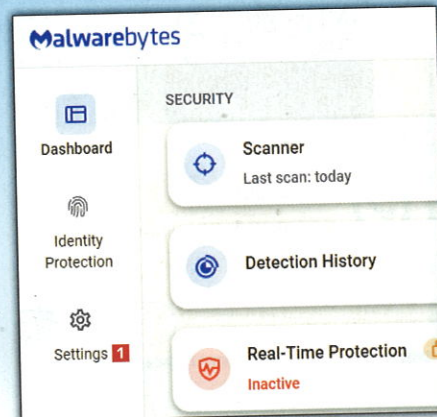 Malwarebytes
Dashboard
Identity
Protection
Settings 1
SECURITY
Scanner
Last scan: today
Detection History
Real-Time Protection
Inactive